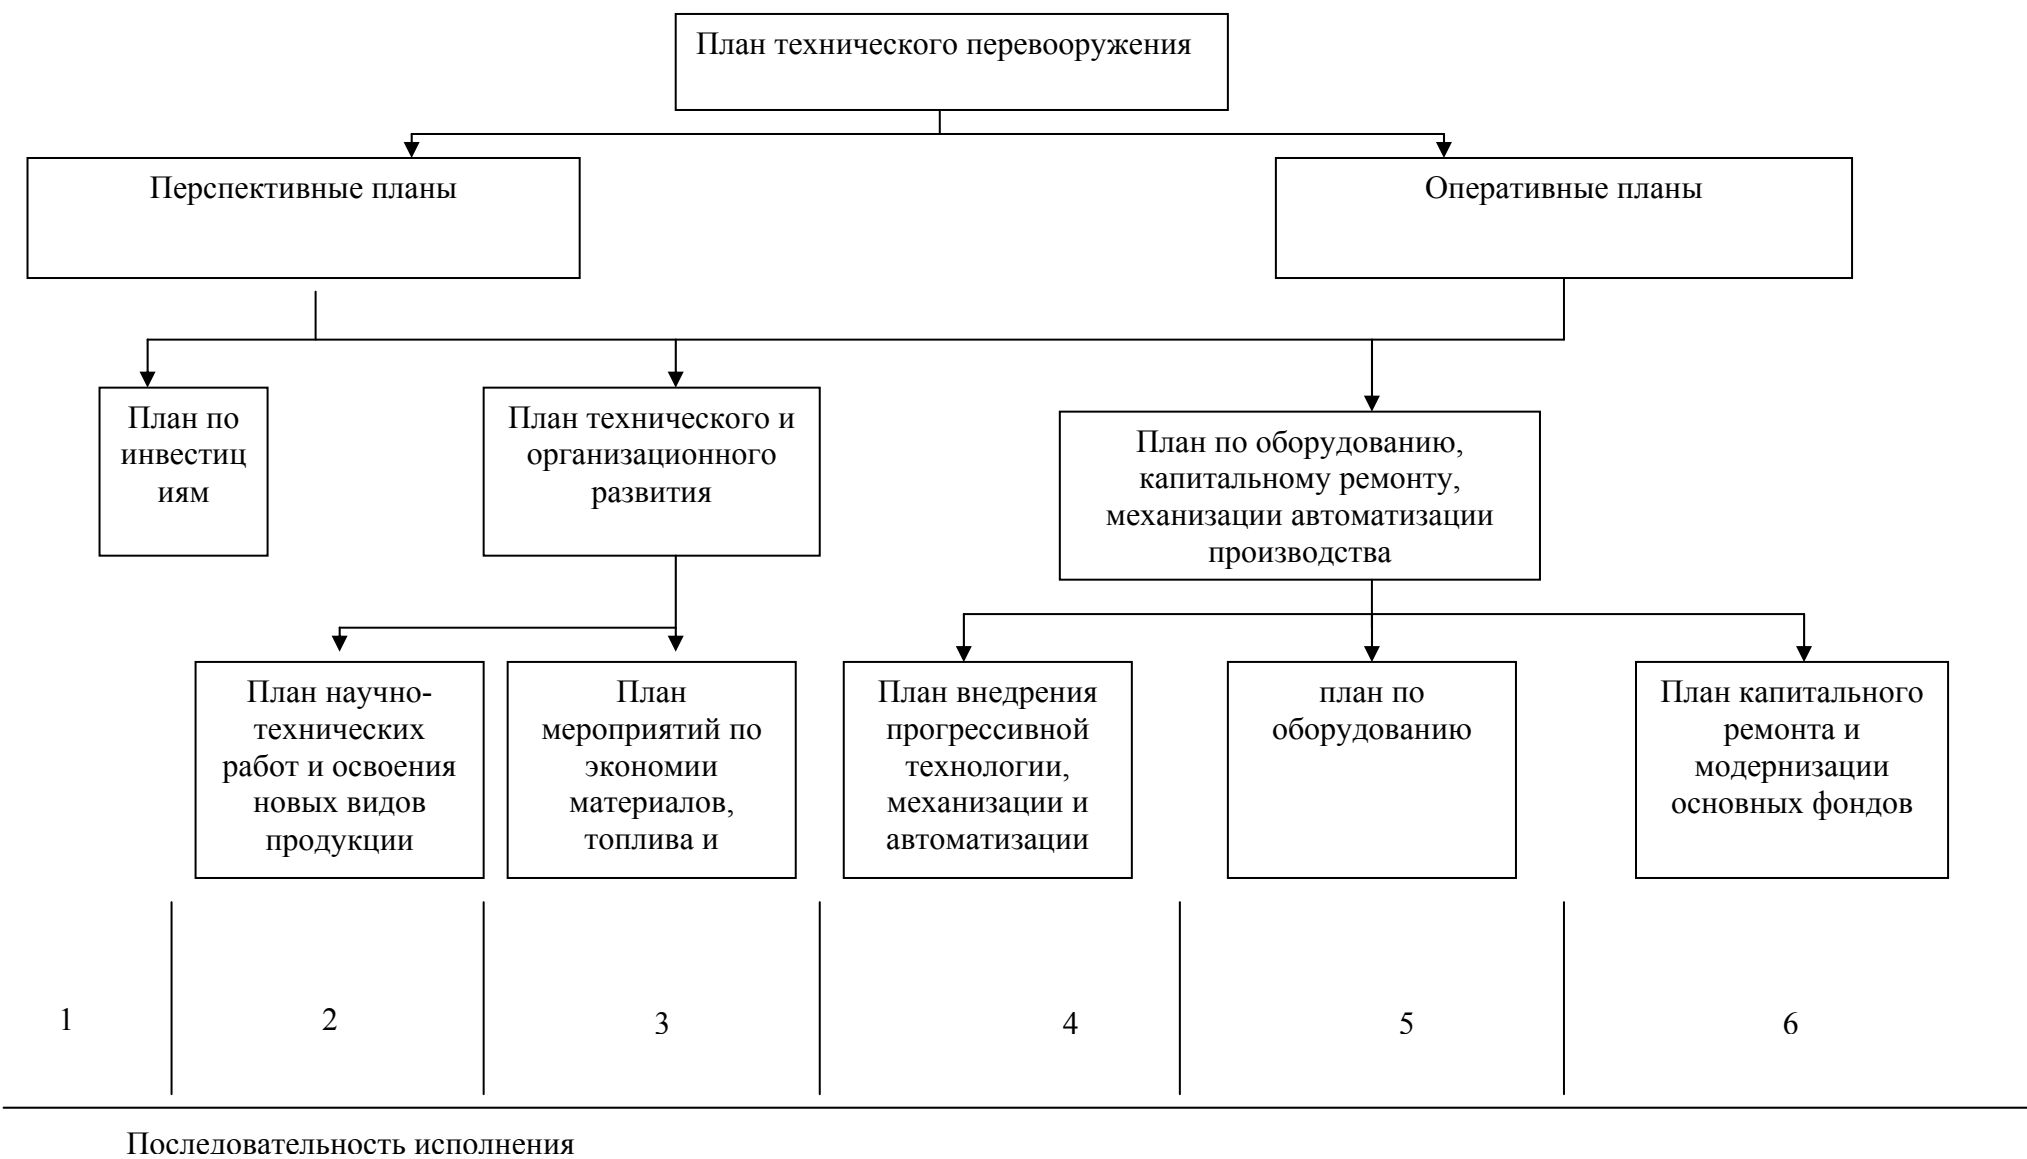 План технического перевооружения
Перспективные планы
Оперативные планы
План по
инвестиц
иям
План технического и
организационного
развития
План по оборудованию,
капитальному ремонту,
механизации автоматизации
производства
План научно-
технических
работ и освоения
новых видов
продукции
План
мероприятий по
экономии
материалов,
топлива и
План внедрения
прогрессивной
технологии,
механизации и
автоматизации
план по
оборудованию
План капитального
ремонта и
модернизации
основных фондов
1
2
3
4
5
6
Последовательность исполнения